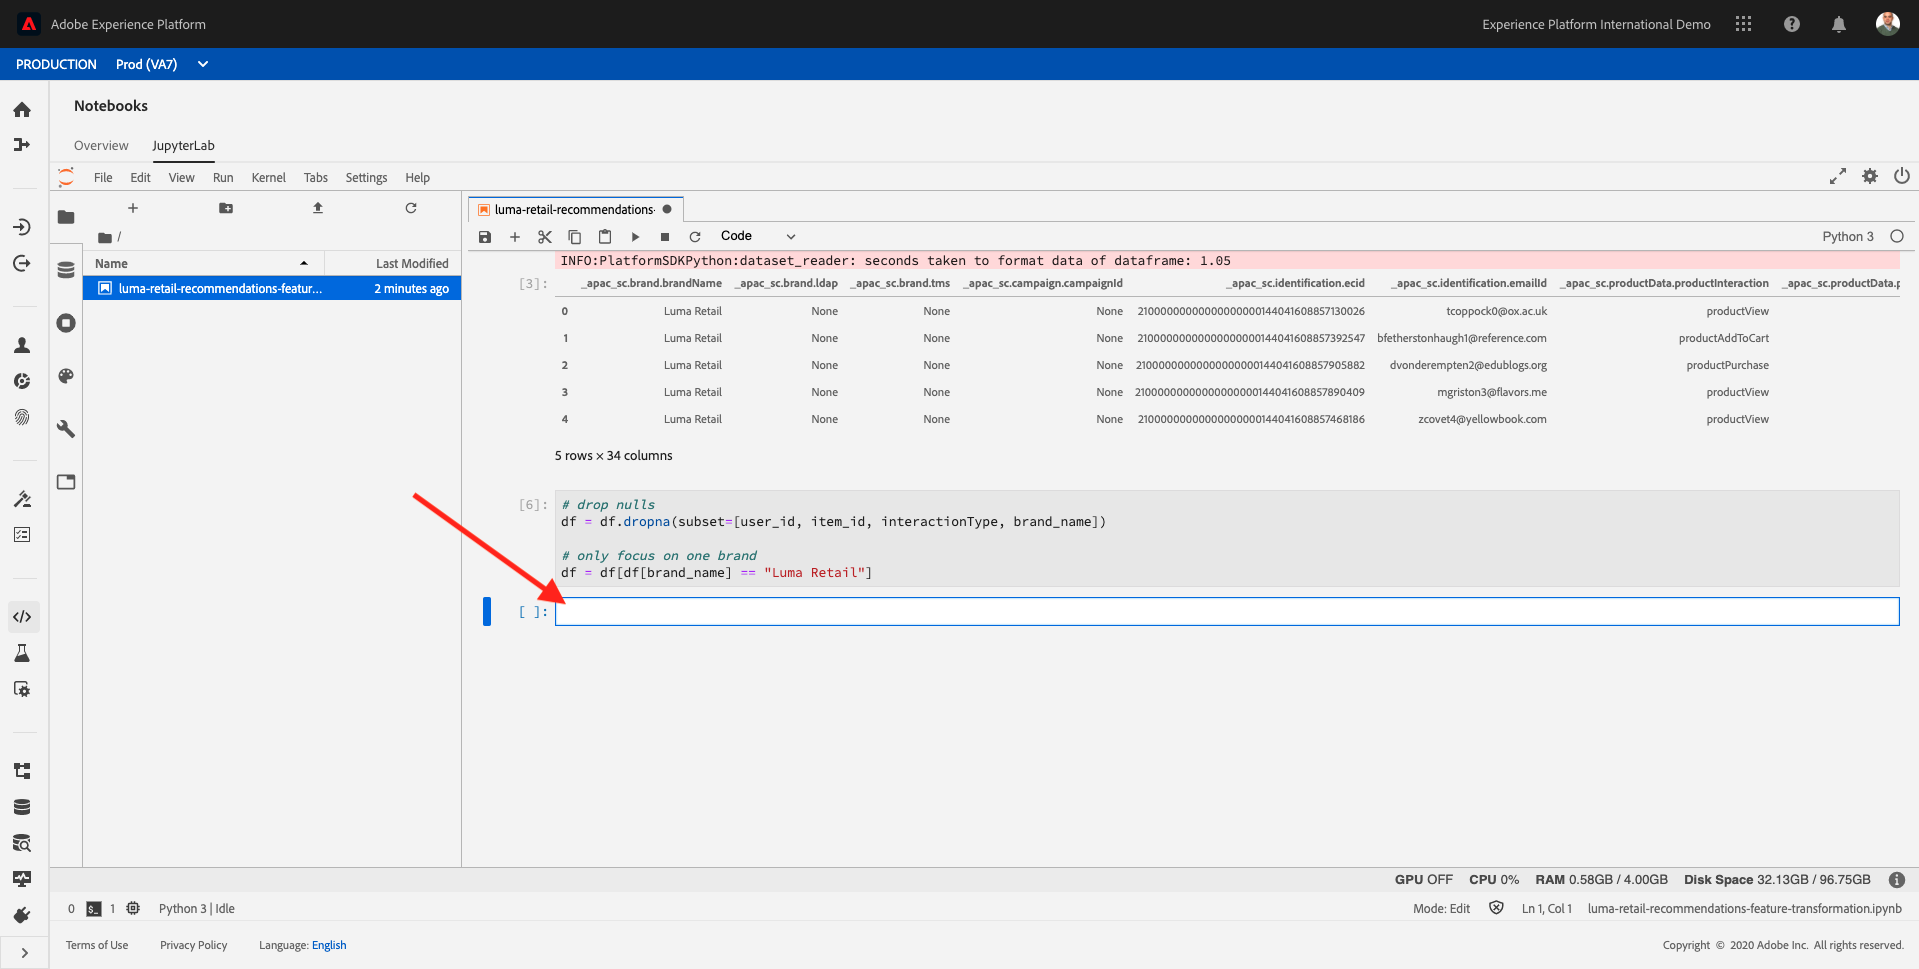 Adobe Experience Platform
Experience Platform International Demo
PRODUCTION Prod (VA7)
Notebooks
Overview JupyterLab
File Edit View Run Kernel Tabs Settings Help
luma-retail-recommendations-
/
Code
Python 3
Name Last Modified
luma-retail-recommendations-featur... 2 minutes ago
INFO:PlatformSDKPython:dataset_reader: seconds taken to format data of dataframe: 1.05
[3]: _apac_sc.brand.brandName _apac_sc.brand.ldap _apac_sc.brand.tms _apac_sc.campaign.campaignId _apac_sc.identification.ecid _apac_sc.identification.emailId _apac_sc.productData.productInteraction _apac_sc.productData.p
0 Luma Retail None None None 21000000000000000000144041608857130026 tcoppock0@ox.ac.uk productView
1 Luma Retail None None None 21000000000000000000144041608857392547 bfetherstonhaugh1@reference.com productAddToCart
2 Luma Retail None None None 21000000000000000000144041608857905882 dvonderempten2@edublogs.org productPurchase
3 Luma Retail None None None 21000000000000000000144041608857890409 mgriston3@flavors.me productView
4 Luma Retail None None None 21000000000000000000144041608857468186 zcovet4@yellowbook.com productView
5 rows × 34 columns
[6]: # drop nulls
df = df.dropna(subset=[user_id, item_id, interactionType, brand_name])
# only focus on one brand
df = df[df[brand_name] == "Luma Retail"]
[ ]:
GPU OFF CPU 0% RAM 0.58GB / 4.00GB Disk Space 32.13GB / 96.75GB
0 $_ 1 Python 3 | Idle
Mode: Edit Ln 1, Col 1 luma-retail-recommendations-feature-transformation.ipynb
Terms of Use Privacy Policy Language: English
Copyright © 2020 Adobe Inc. All rights reserved.